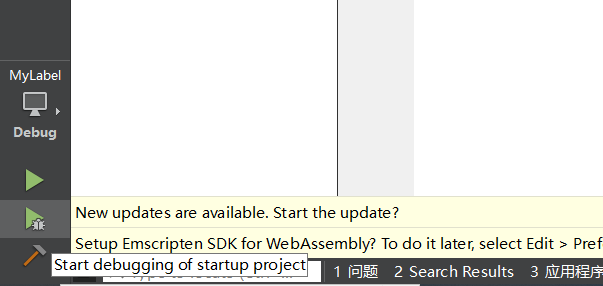 MyLabel
Debug
New updates are available. Start the update?
Setup Emscripten SDK for WebAssembly? To do it later, select Edit > Pref
Start debugging of startup project
1 问题 2 Search Results 3 应用程序